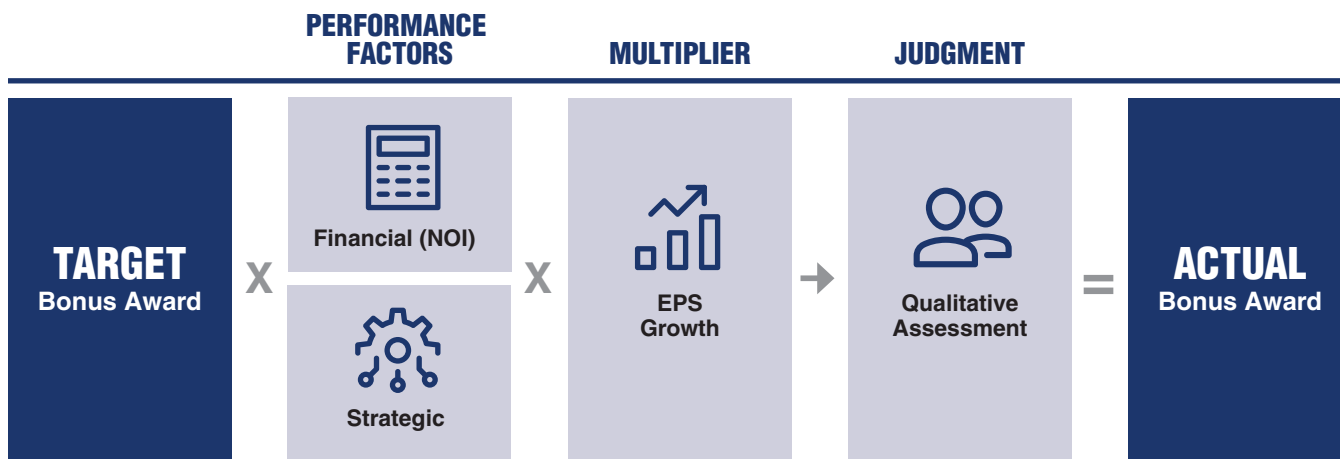 PERFORMANCE
FACTORS
MULTIPLIER
JUDGMENT
TARGET
Bonus Award
X
Financial (NOI)
Strategic
X
EPS
Growth
Qualitative
Assessment
=
ACTUAL
Bonus Award